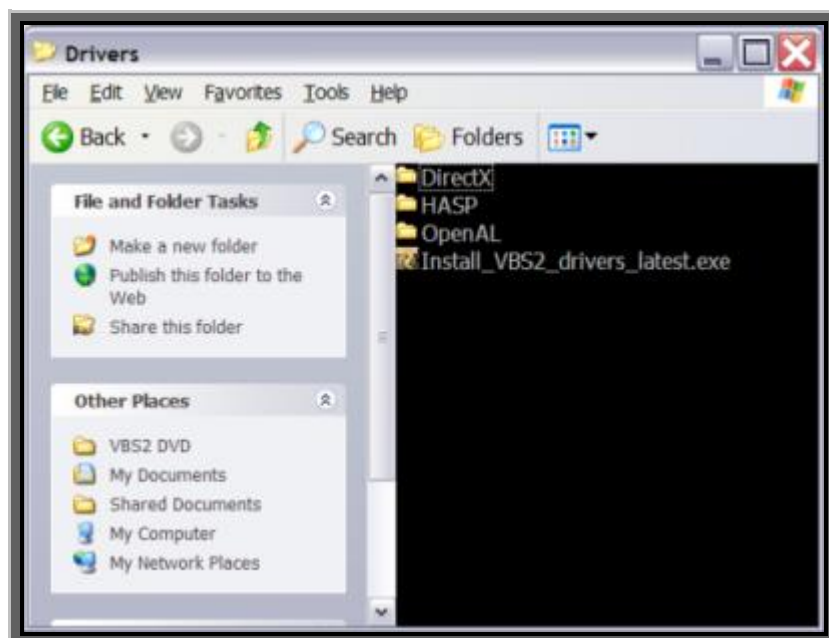 Drivers
File Edit View Favorites Tools Help
Back Search Folders
File and Folder Tasks
Make a new folder
Publish this folder to the
Web
Share this folder
Other Places
VBS2 DVD
My Documents
Shared Documents
My Computer
My Network Places
DirectX
HASP
OpenAL
Install_VBS2_drivers_latest.exe